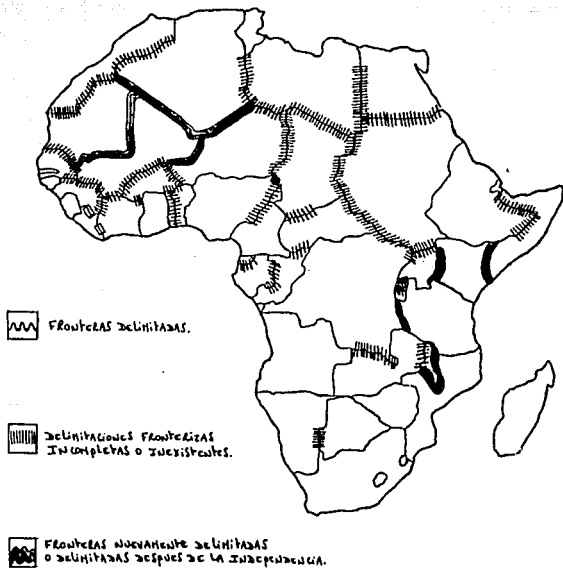 FRONTERAS DELIMITADAS.
DELIMITACIONES FRONTERIZAS
INCOMPLETAS O INEXISTENTES.
FRONTERAS NUEVAMENTE DELIMITADAS
O DELIMITADAS DESPUES DE LA INDEPENDENCIA.